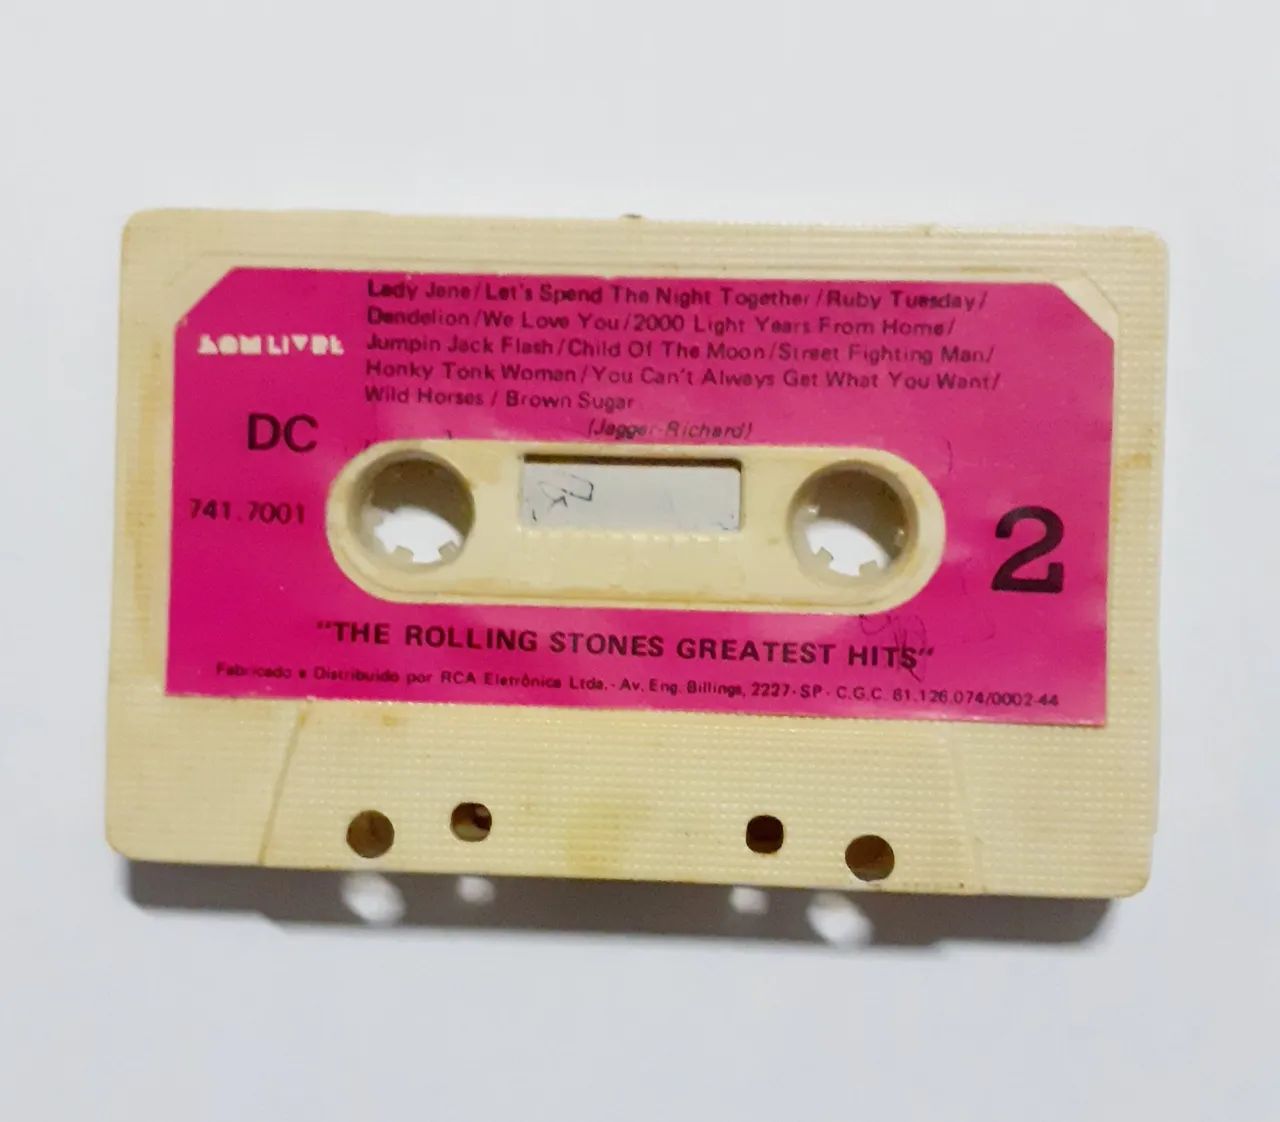 Lady Jane/Let's Spend The Night Together/Ruby Tuesday/
Dendelion/We Love You/2000 Light Years From Home/
Jumpin Jack Flash/Child Of The Moon/Street Fighting Man/
Honky Tonk Woman/You Can't Always Get What You Want/
Wild Horses / Brown Sugar
(Jagger-Richard)
SOM LIVRE
DC
741.7001
2
"THE ROLLING STONES GREATEST HITS"
Fabricado e Distribuido por RCA Eletrônica Ltda. - Av. Eng. Billings, 2227 - SP - C.G.C. 61.126.074/0002-44